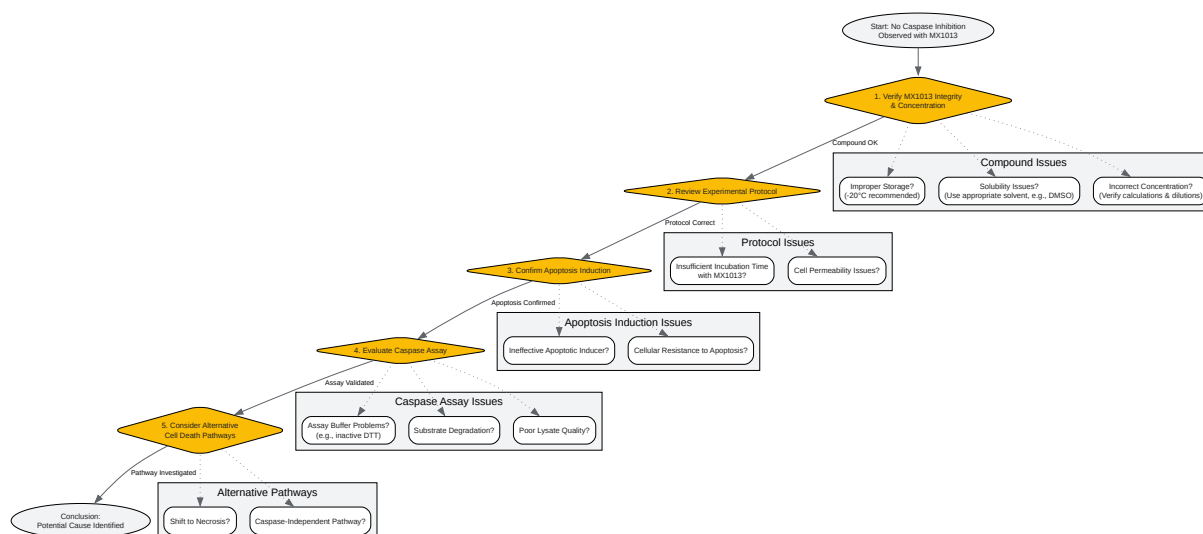 Start: No Caspase Inhibition
Observed with MX1013
1. Verify MX1013 Integrity
& Concentration
Compound OK
Compound Issues
Improper Storage?
(-20°C recommended)
Solubility Issues?
(Use appropriate solvent, e.g., DMSO)
Incorrect Concentration?
(Verify calculations & dilutions)
2. Review Experimental Protocol
Protocol Correct
Protocol Issues
Insufficient Incubation Time
with MX1013?
Cell Permeability Issues?
3. Confirm Apoptosis Induction
Apoptosis Confirmed
Apoptosis Induction Issues
Ineffective Apoptotic Inducer?
Cellular Resistance to Apoptosis?
4. Evaluate Caspase Assay
Assay Validated
Caspase Assay Issues
Assay Buffer Problems?
(e.g., inactive DTT)
Substrate Degradation?
Poor Lysate Quality?
5. Consider Alternative
Cell Death Pathways
Pathway Investigated
Alternative Pathways
Shift to Necrosis?
Caspase-Independent Pathway?
Conclusion:
Potential Cause Identified